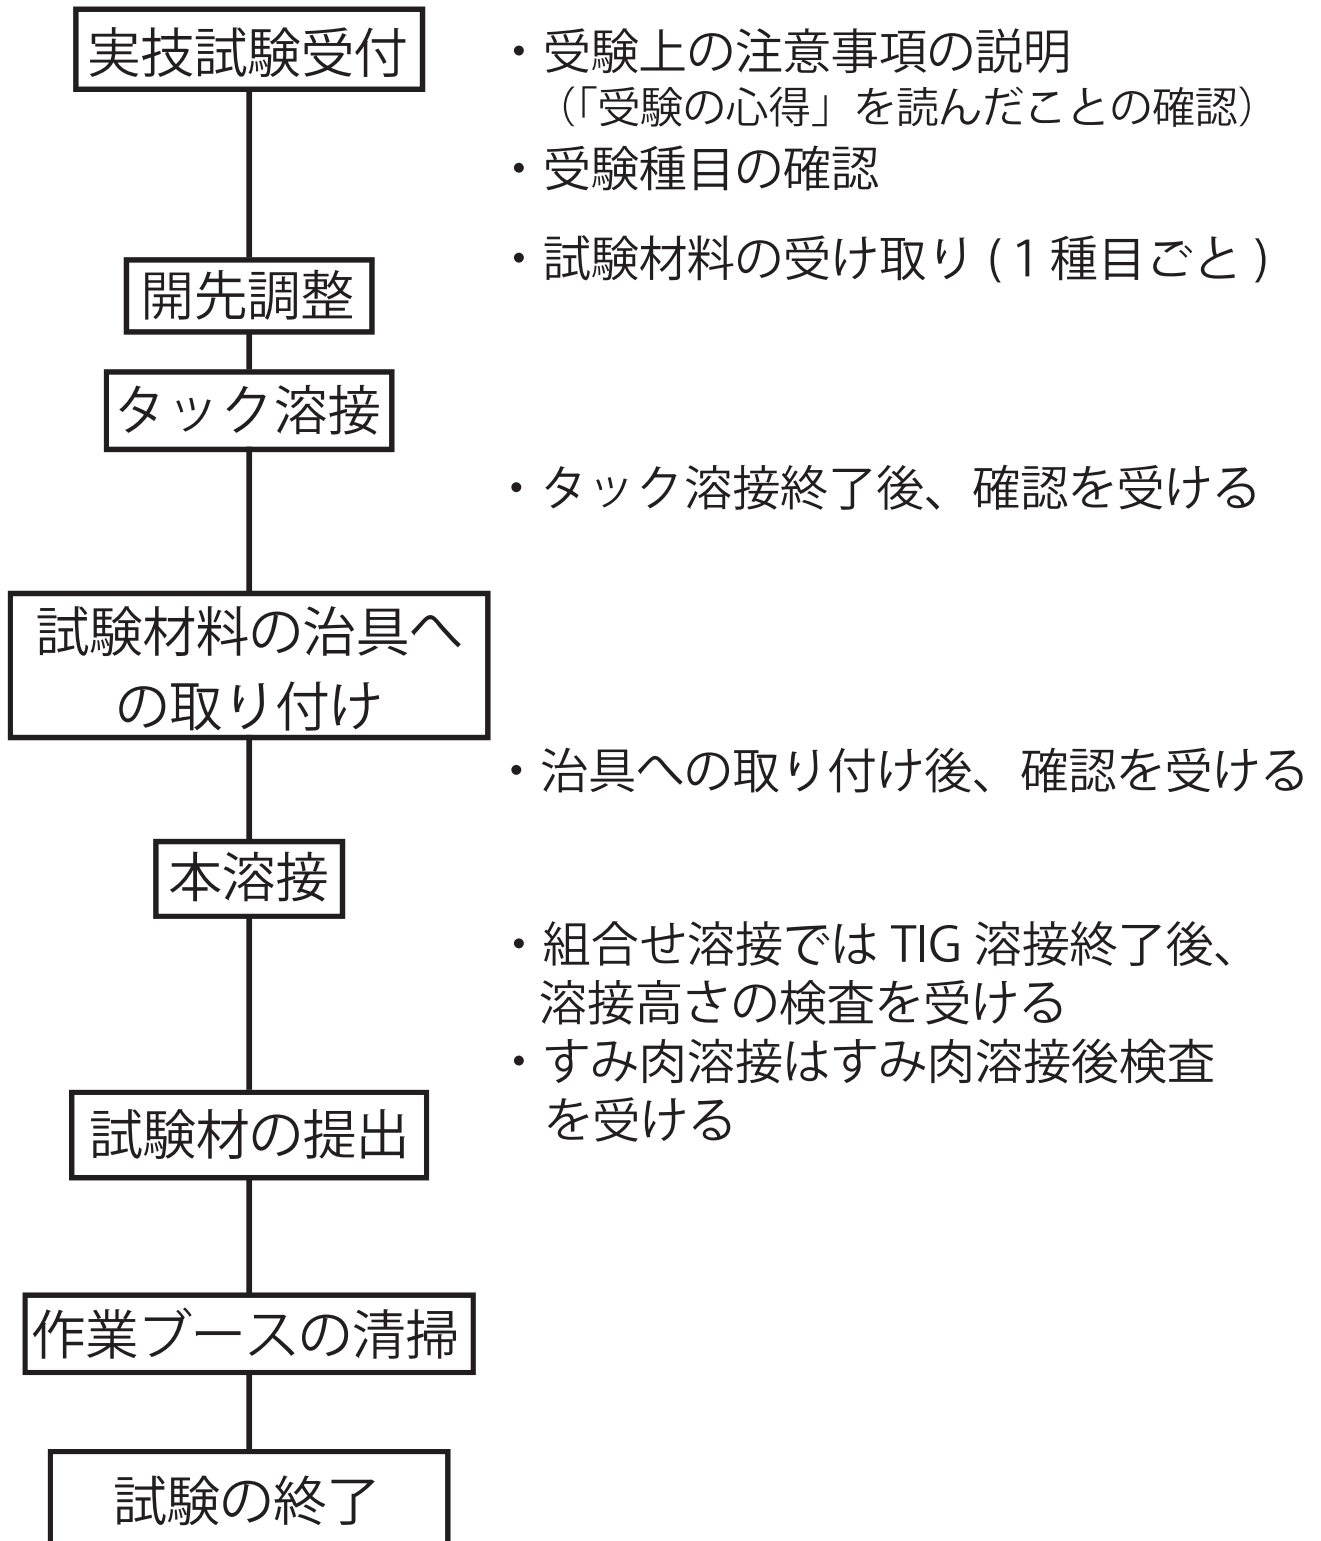 実技試験受付
・受験上の注意事項の説明
（「受験の心得」を読んだことの確認）
・受験種目の確認
・試験材料の受け取り ( 1 種目ごと )
開先調整
タック溶接
・タック溶接終了後、確認を受ける
試験材料の治具へ
の取り付け
・治具への取り付け後、確認を受ける
本溶接
・組合せ溶接では TIG 溶接終了後、
溶接高さの検査を受ける
・すみ肉溶接はすみ肉溶接後検査
を受ける
試験材の提出
作業ブースの清掃
試験の終了